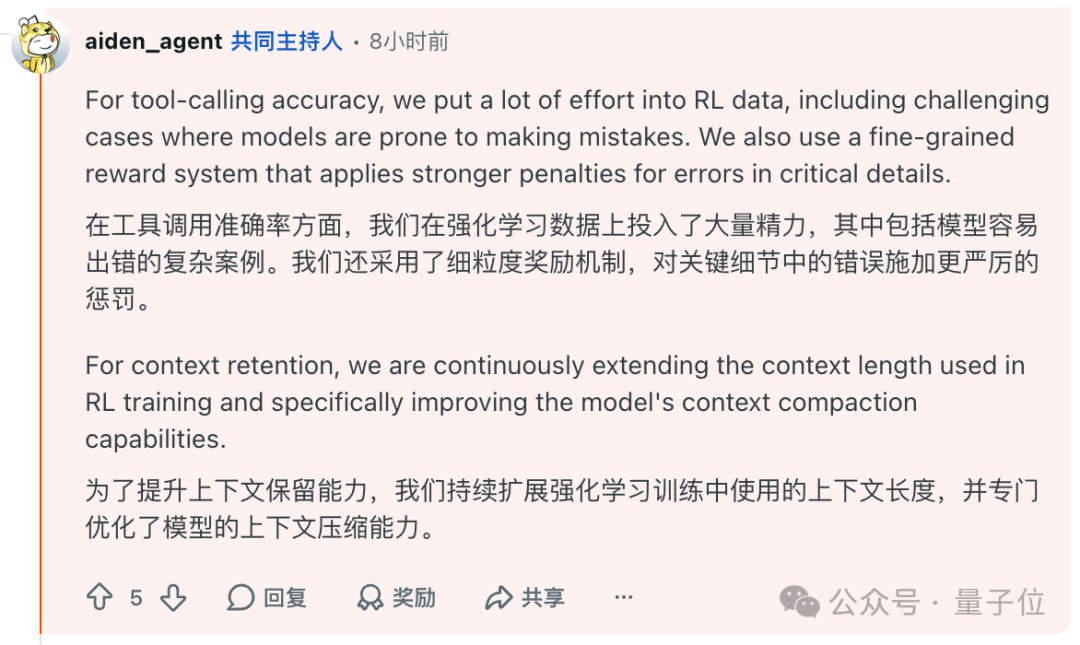 aiden_agent 共同主持人 · 8小时前
For tool-calling accuracy, we put a lot of effort into RL data, including challenging
cases where models are prone to making mistakes. We also use a fine-grained
reward system that applies stronger penalties for errors in critical details.
在工具调用准确率方面，我们在强化学习数据上投入了大量精力，其中包括模型容易
出错的复杂案例。我们还采用了细粒度奖励机制，对关键细节中的错误施加更严厉的
惩罚。
For context retention, we are continuously extending the context length used in
RL training and specifically improving the model's context compaction
capabilities.
为了提升上下文保留能力，我们持续扩展强化学习训练中使用的上下文长度，并专门
优化了模型的上下文压缩能力。
5 回复 奖励 共享 ...
公众号 · 量子位